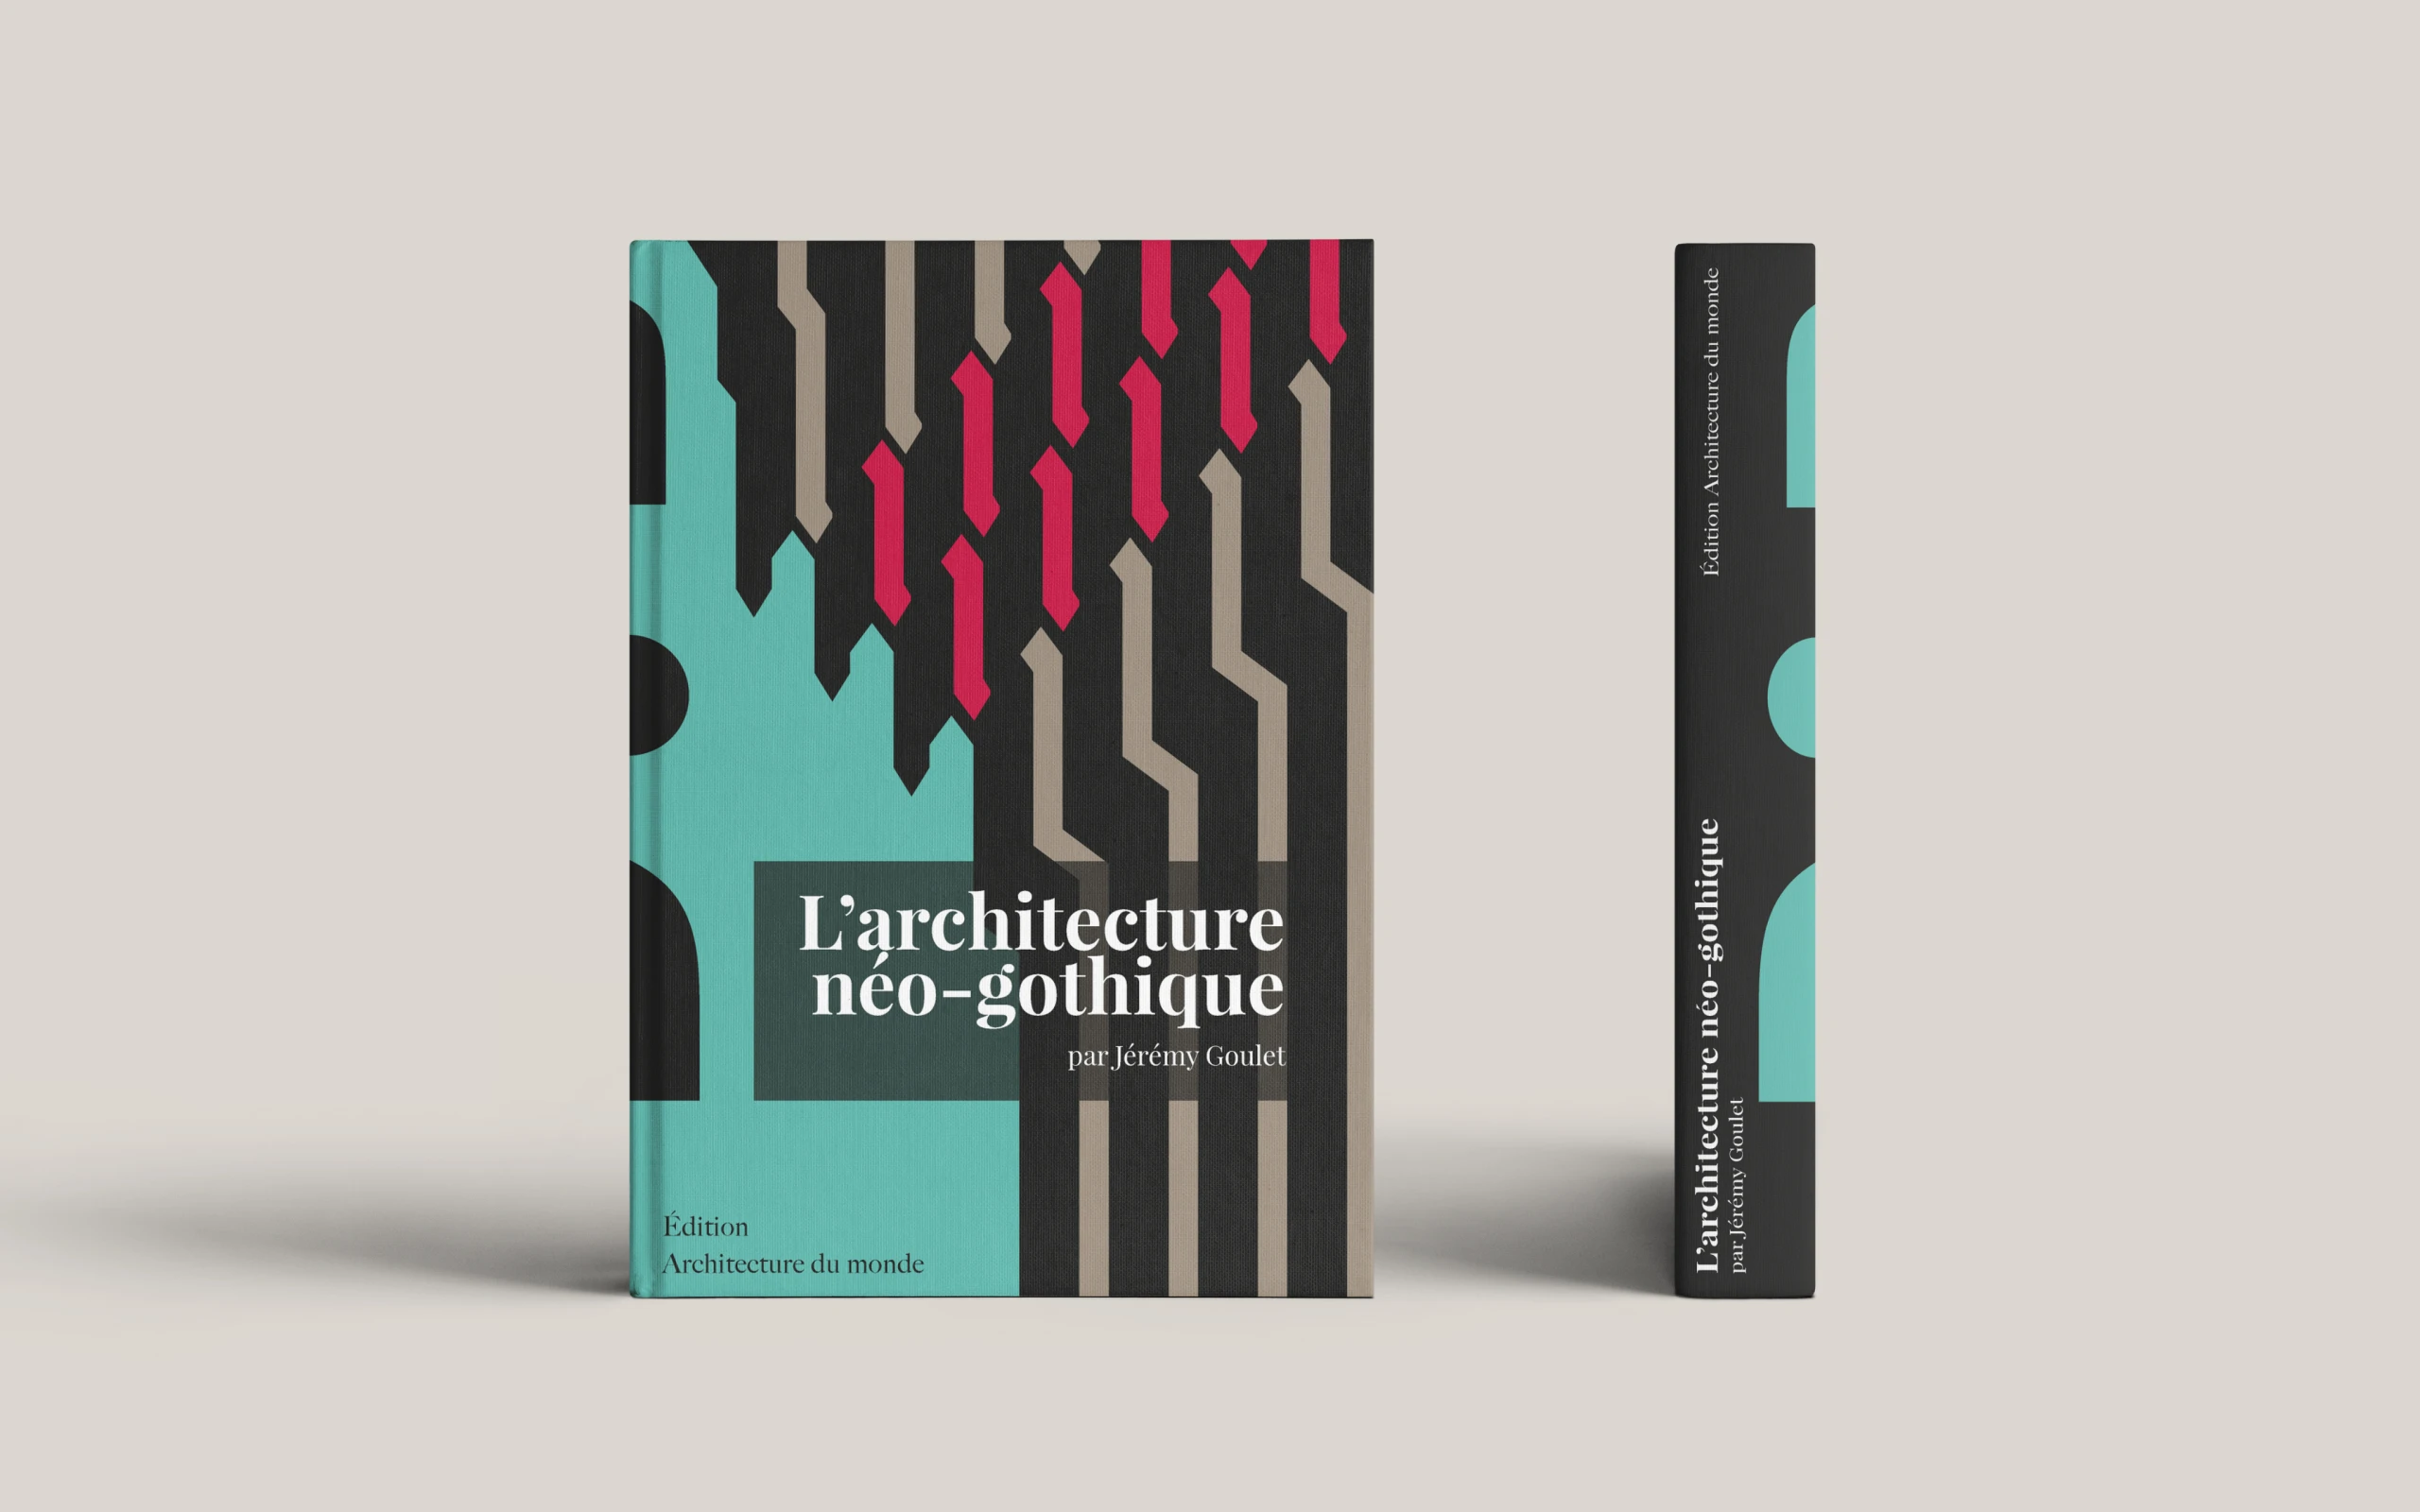 L’architecture
néo-gothique
par Jérémy Goulet
Édition
Architecture du monde
Édition Architecture du monde
L’architecture néo-gothique
par Jérémy Goulet